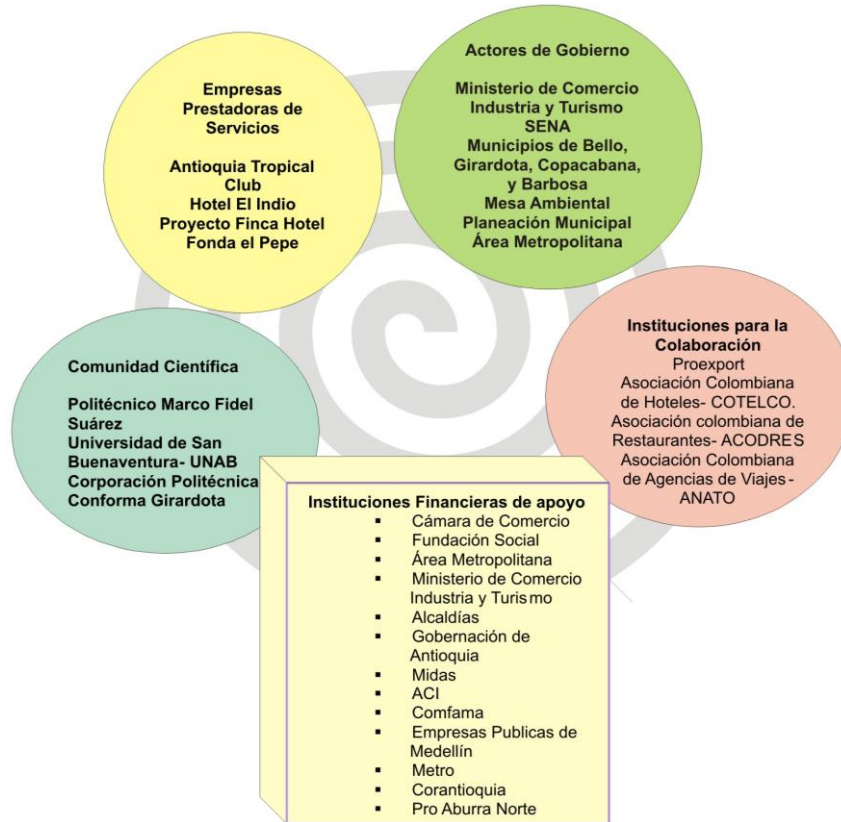 Empresas
Prestadoras de
Servicios
Antioquia Tropical
Club
Hotel El Indio
Proyecto Finca Hotel
Fonda el Pepe
Actores de Gobierno
Ministerio de Comercio
Industria y Turismo
SENA
Municipios de Bello,
Girardota, Copacabana,
y Barbosa
Mesa Ambiental
Planeación Municipal
Área Metropolitana
Comunidad Científica
Politécnico Marco Fidel
Suárez
Universidad de San
Buenaventura- UNAB
Corporación Politécnica
Conforma Girardota
Instituciones para la
Colaboración
Proexport
Asociación Colombiana
de Hoteles- COTELCO.
Asociación colombiana de
Restaurantes- ACODRES
Asociación Colombiana
de Agencias de Viajes-
ANATO
Instituciones Financieras de apoyo
▪ Cámara de Comercio
▪ Fundación Social
▪ Área Metropolitana
▪ Ministerio de Comercio
Industria y Turismo
▪ Alcaldías
▪ Gobernación de
Antioquia
▪ Midas
▪ ACI
▪ Comfama
▪ Empresas Publicas de
Medellín
▪ Metro
▪ Corantioquia
▪ Pro Aburra Norte